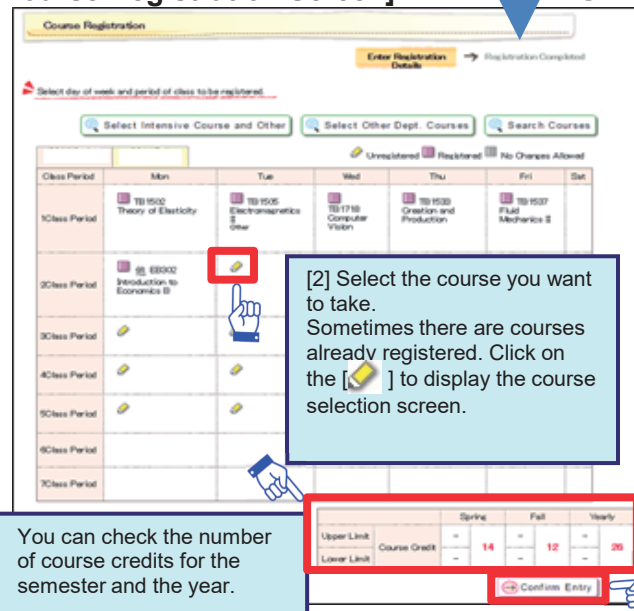 Course Registration
Enter Registration Details → Registration Completed
Select day of week and period of class to be registered.
Select Intensive Course and Other
Select Other Dept. Courses
Search Courses
Unregistered Registered No Changes Allowed
Class Period Mon Tue Wed Thu Fri Sat
1Class Period
TB1502
Theory of Elasticity
TB1505
Electromagnetics
II
Other
TB1718
Computer
Vision
TB1533
Creation and
Production
TB1537
Fluid
Mechanics II
2Class Period
他 EB302
Introduction to
Economics B
3Class Period
4Class Period
5Class Period
6Class Period
7Class Period
[2] Select the course you want
to take.
Sometimes there are courses
already registered. Click on
the [ ] to display the course
selection screen.
You can check the number
of course credits for the
semester and the year.
Spring Fall Yearly
Upper Limit - - -
Course Credit 14 12 26
Lower Limit - - -
Confirm Entry